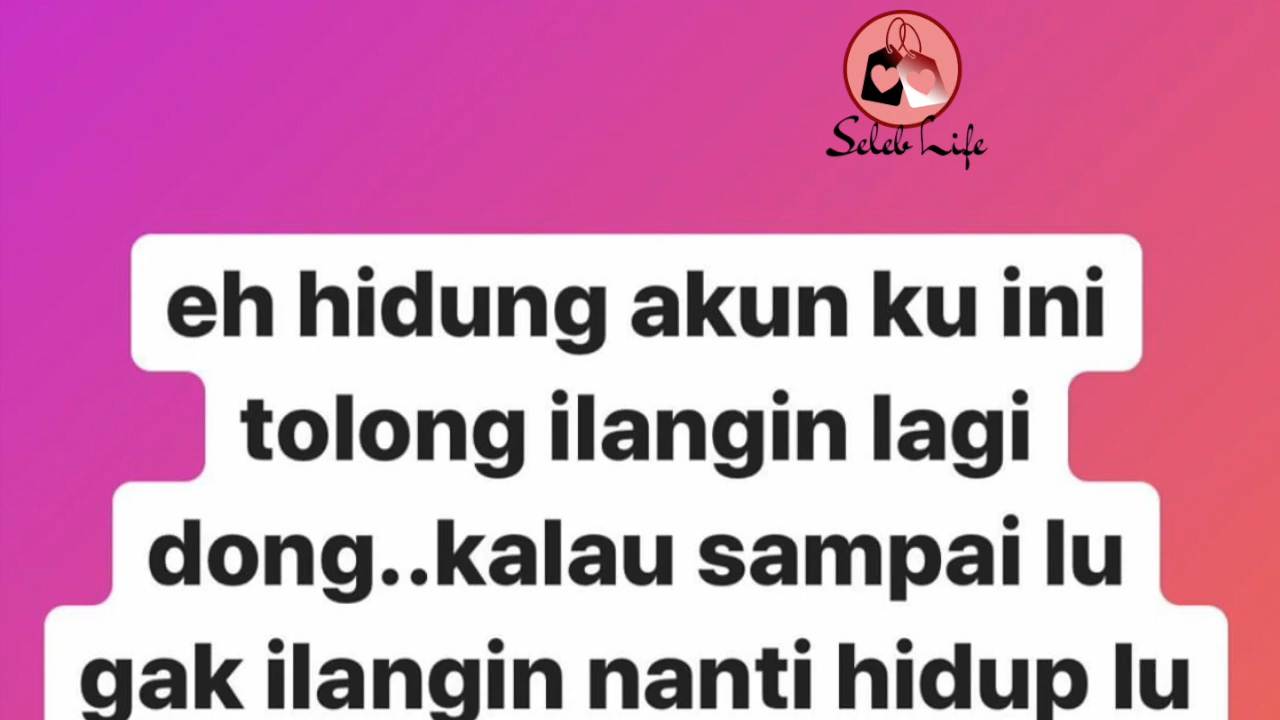 Seleb Life
eh hidung akun ku ini
tolong ilangin lagi
dong..kalau sampai lu
gak ilangin nanti hidup lu